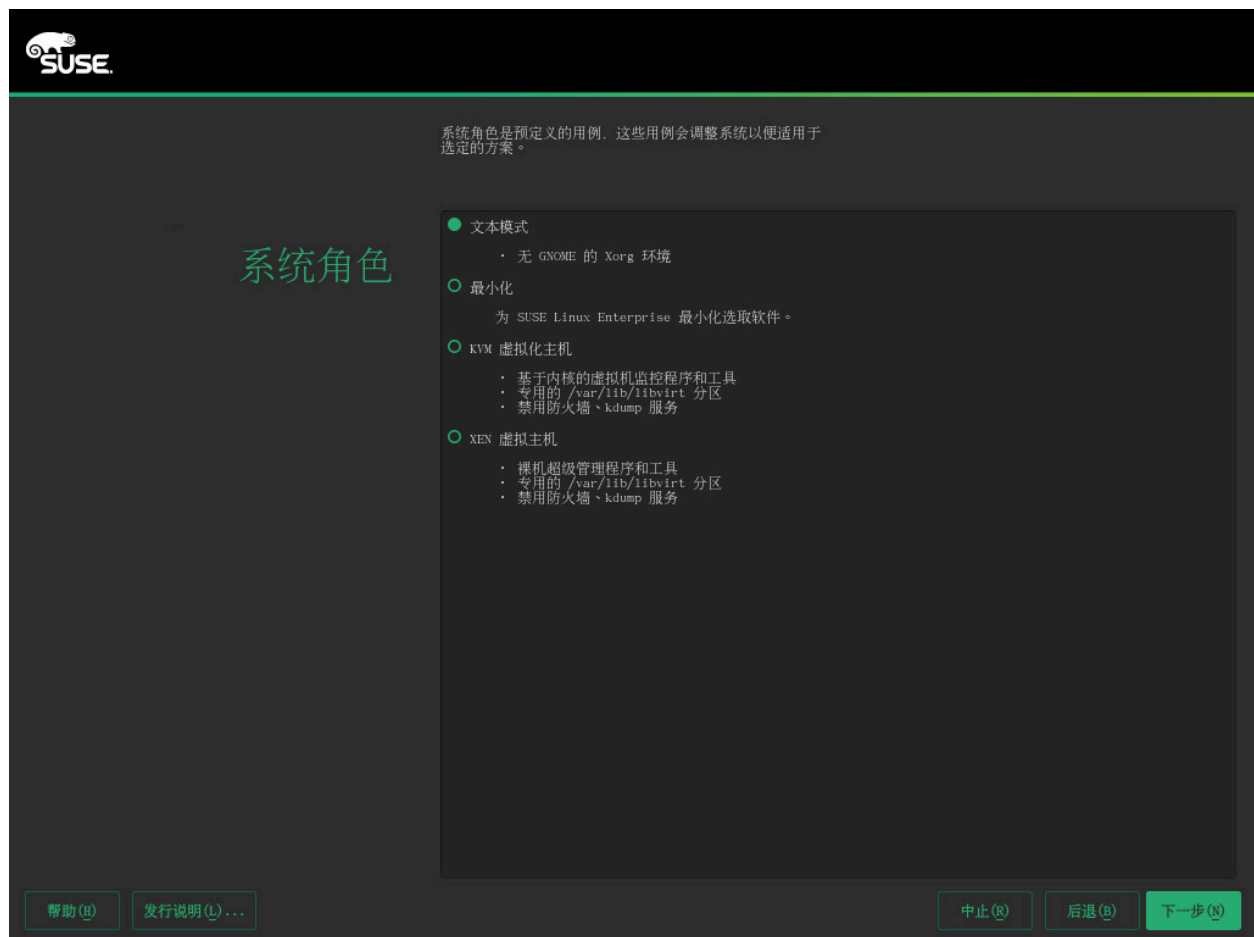 SUSE.
系统角色是预定义的用例．这些用例会调整系统以便适用于
选定的方案。
系统角色
文本模式
· 无 GNOME 的 Xorg 环境
最小化
为 SUSE Linux Enterprise 最小化选取软件。
KVM 虚拟化主机
· 基于内核的虚拟机监控程序和工具
· 专用的 /var/lib/libvirt 分区
· 禁用防火墙、kdump 服务
XEN 虚拟主机
· 裸机超级管理程序和工具
· 专用的 /var/lib/libvirt 分区
· 禁用防火墙、kdump 服务
帮助(H) 发行说明(L)... 中止(R) 后退(B) 下一步(N)